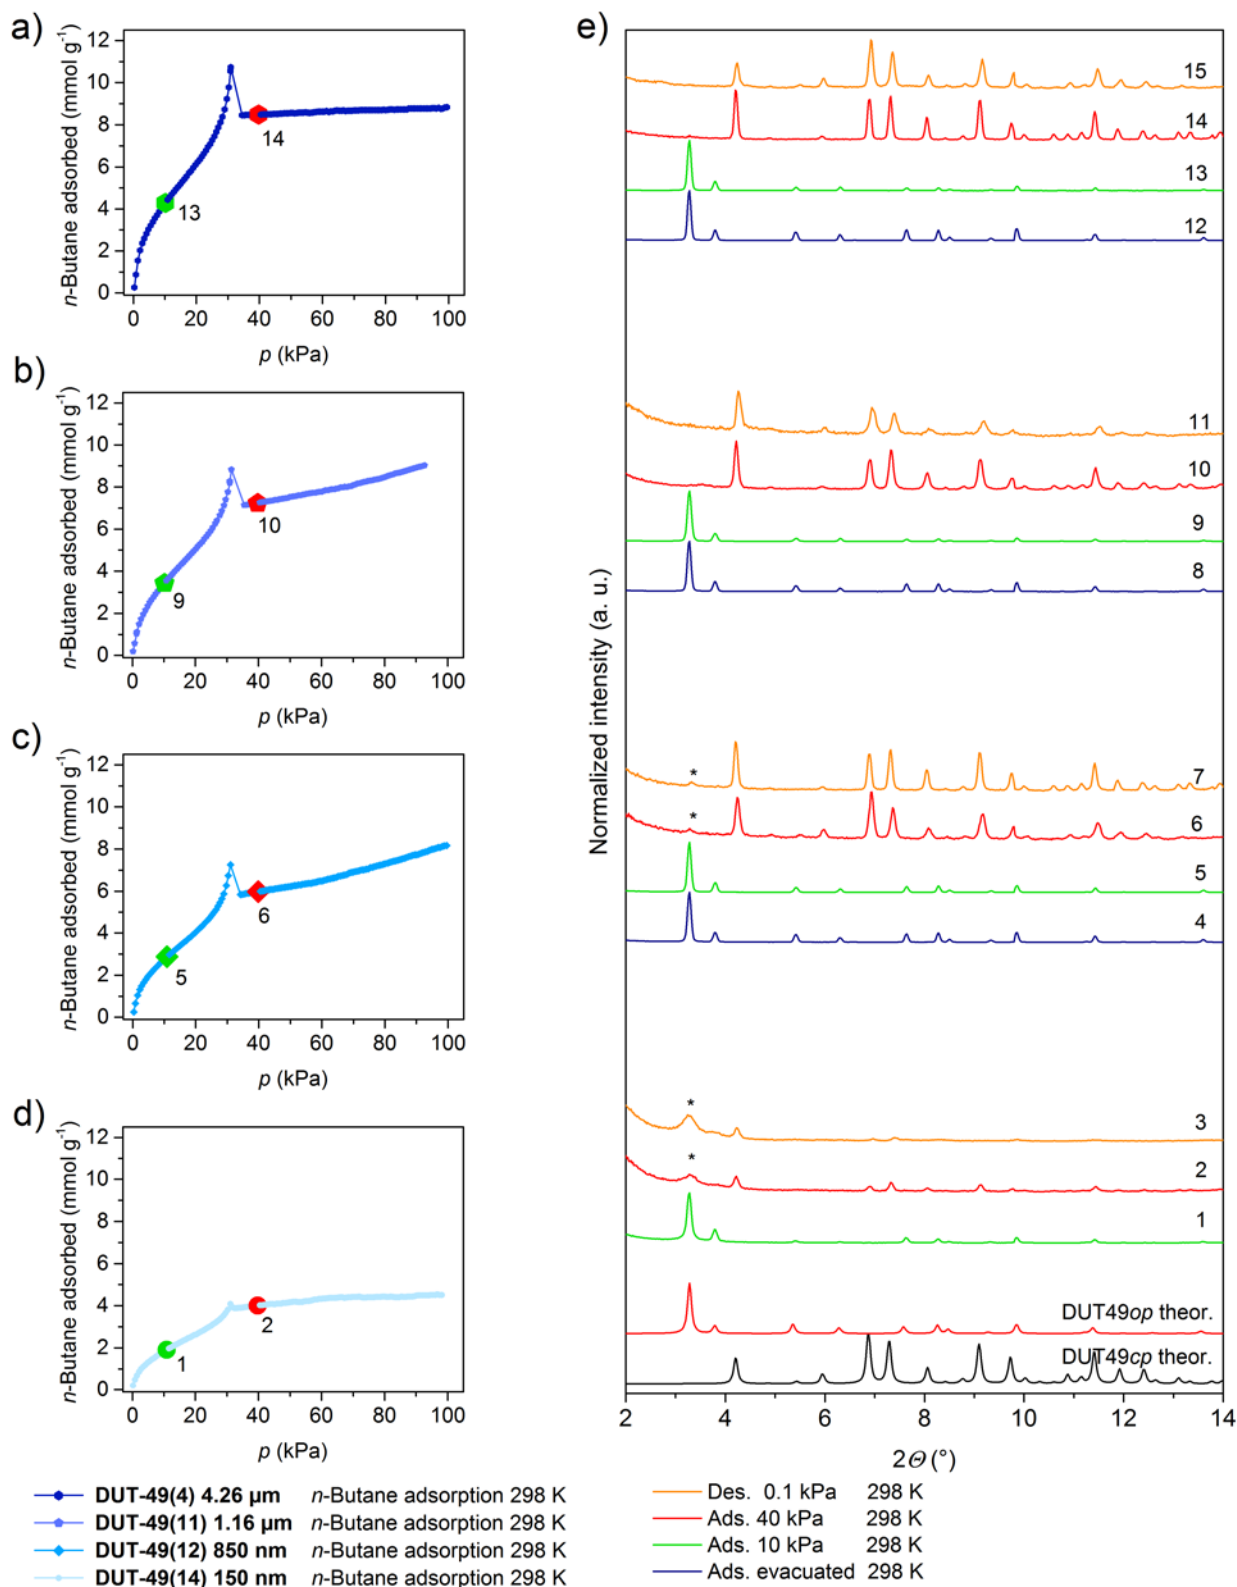 a)
n-Butane adsorbed (mmol g⁻¹)
12
10
8
6
4
2
0
13
14
0 20 40 60 80 100
p (kPa)
b)
n-Butane adsorbed (mmol g⁻¹)
12
10
8
6
4
2
0
9
10
0 20 40 60 80 100
p (kPa)
c)
n-Butane adsorbed (mmol g⁻¹)
12
10
8
6
4
2
0
5
6
0 20 40 60 80 100
p (kPa)
d)
n-Butane adsorbed (mmol g⁻¹)
12
10
8
6
4
2
0
1
2
0 20 40 60 80 100
p (kPa)
DUT-49(4) 4.26 µm n-Butane adsorption 298 K
DUT-49(11) 1.16 µm n-Butane adsorption 298 K
DUT-49(12) 850 nm n-Butane adsorption 298 K
DUT-49(14) 150 nm n-Butane adsorption 298 K
e)
Normalized intensity (a. u.)
15
14
13
12
11
10
9
8
* 7
* 6
5
4
* 3
* 2
1
DUT49op theor.
DUT49cp theor.
2 4 6 8 10 12 14
2Θ (°)
Des. 0.1 kPa 298 K
Ads. 40 kPa 298 K
Ads. 10 kPa 298 K
Ads. evacuated 298 K